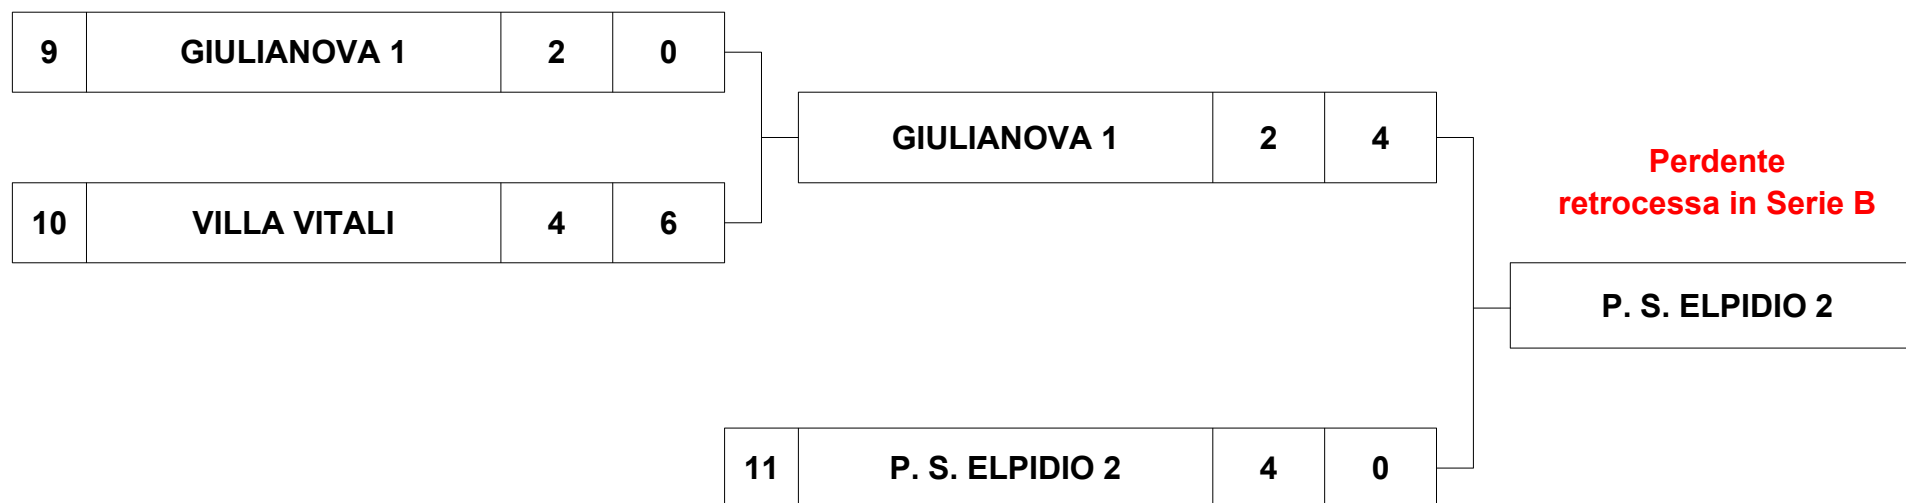 9 GIULIANOVA 1 2 0
GIULIANOVA 1 2 4
Perdente
retrocessa in Serie B
10 VILLA VITALI 4 6
P. S. ELPIDIO 2
11 P. S. ELPIDIO 2 4 0